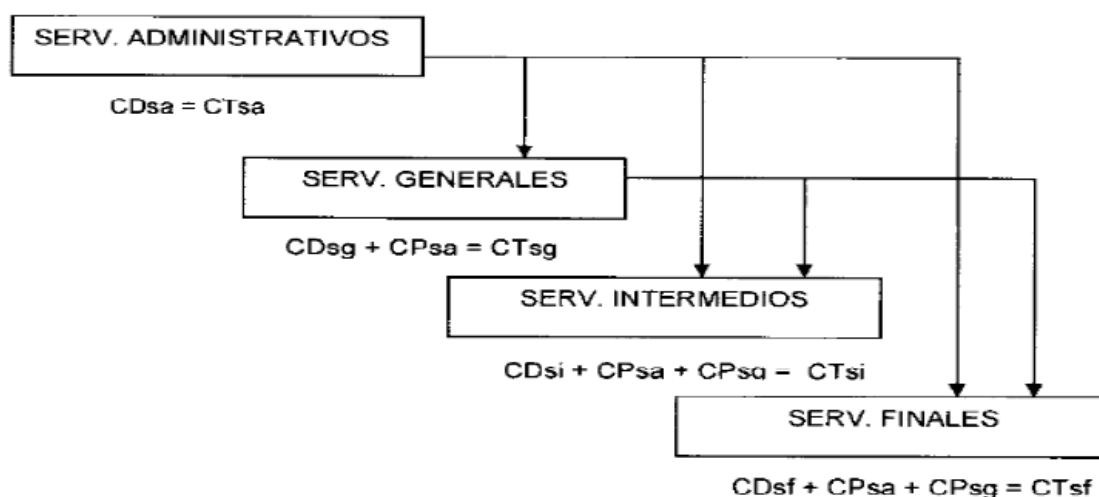 SERV. ADMINISTRATIVOS
CDsa = CTsa
SERV. GENERALES
CDsg + CPsa = CTsg
SERV. INTERMEDIOS
CDsi + CPsa + CPsg = CTsi
SERV. FINALES
CDsf + CPsa + CPsg = CTsf